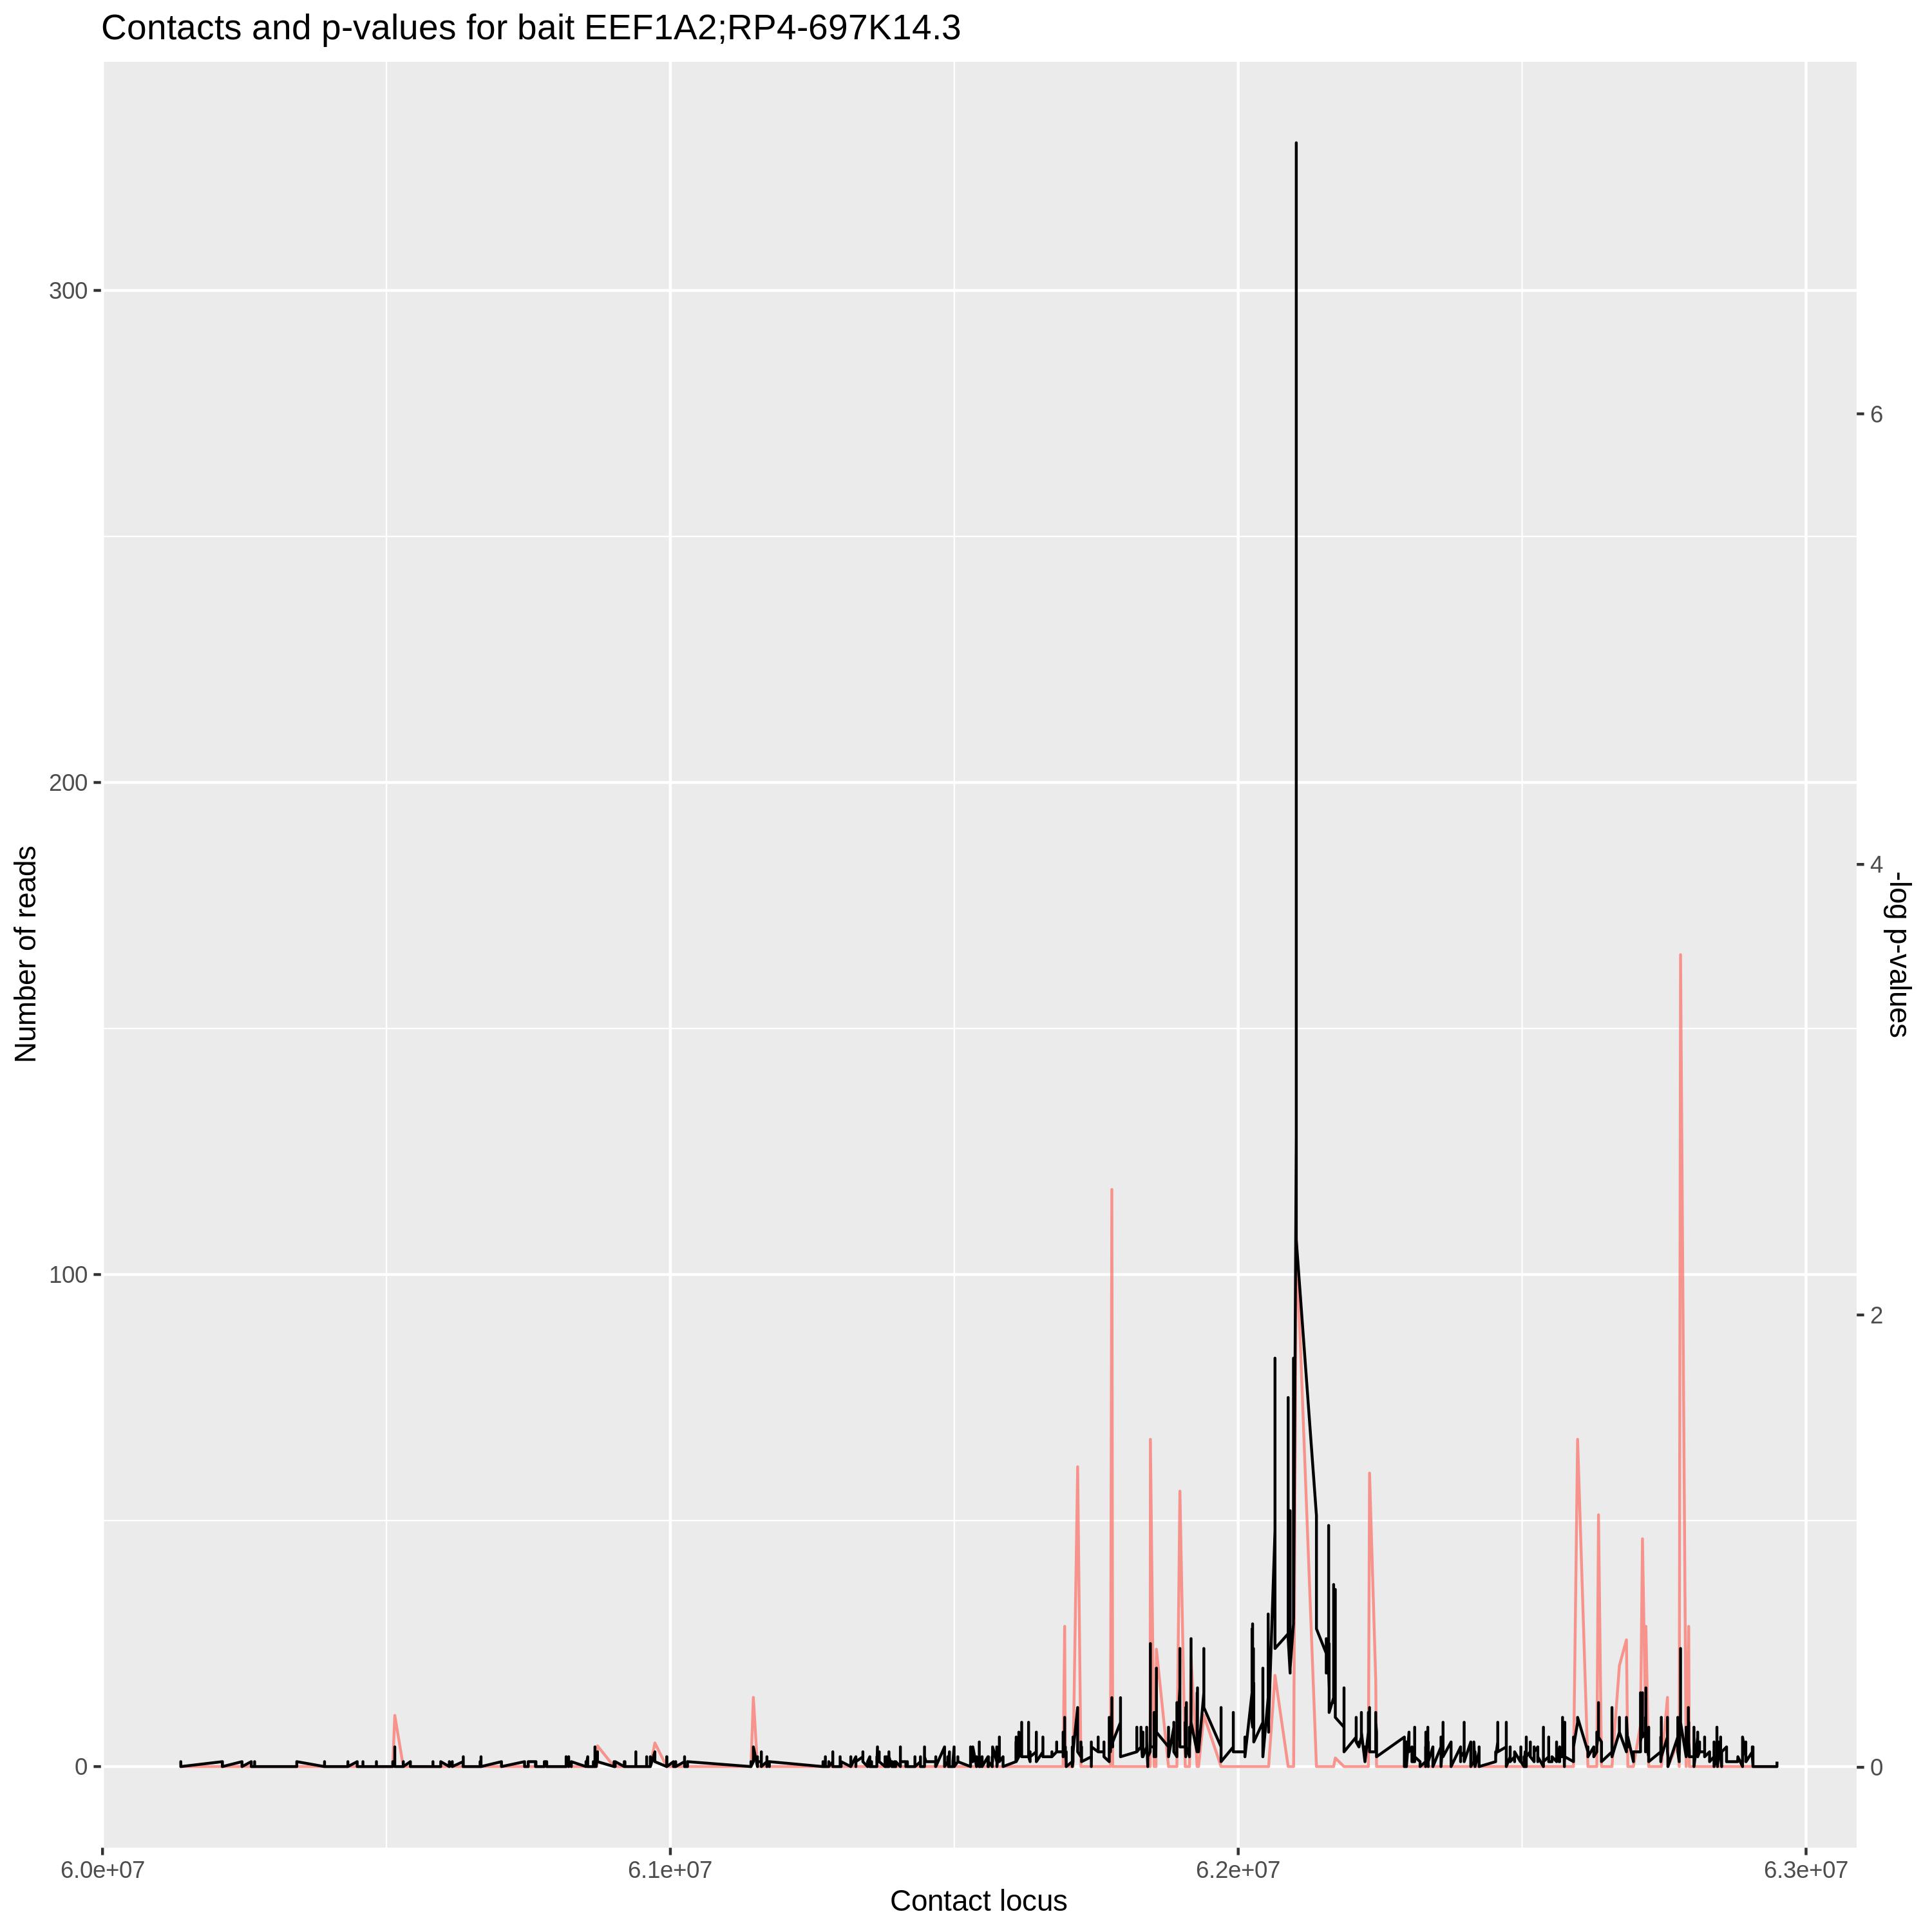 Contacts and p-values for bait EEF1A2;RP4-697K14.3
Number of reads
300
200
100
0
6
4
2
0
-log p-values
6.0e+07
6.1e+07
6.2e+07
6.3e+07
Contact locus